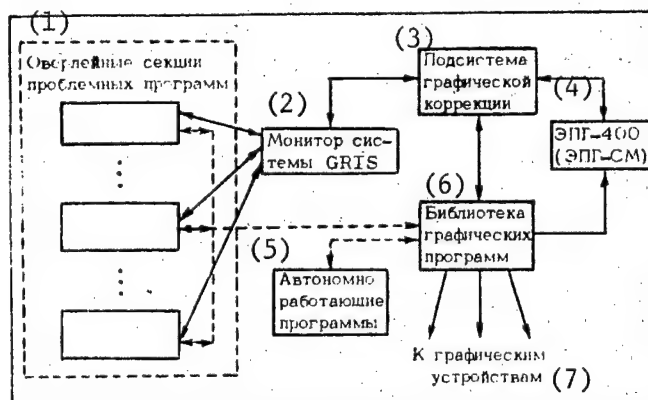 (1)
Оверлейные секции
проблемных программ
(2)
Монитор сис-
темы GRIS
(3)
Подсистема
графической
коррекции
(4)
ЭПГ-400
(ЭПГ-СМ)
(5)
Автономно
работающие
программы
(6)
Библиотека
графических
программ
К графическим
устройствам (7)